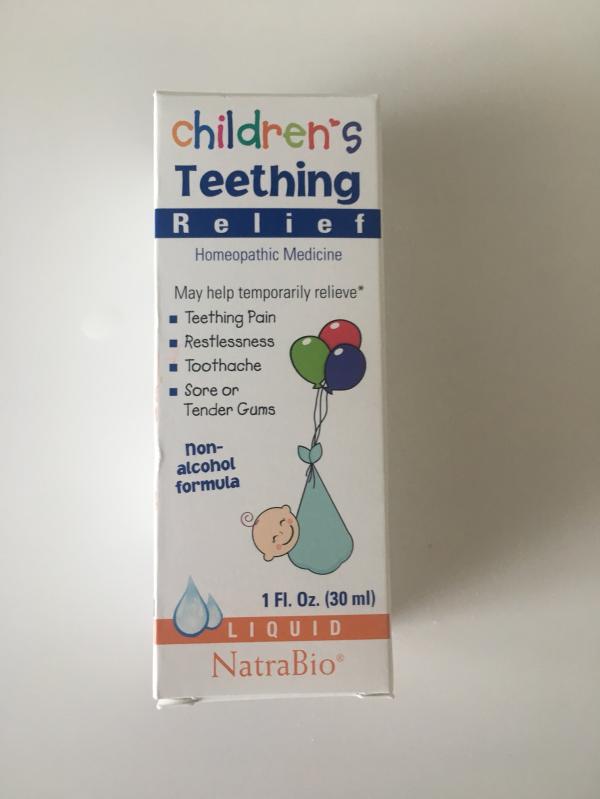 children's
Teething
Relief
Homeopathic Medicine
May help temporarily relieve*
▪ Teething Pain
▪ Restlessness
▪ Toothache
▪ Sore or
Tender Gums
Non-
alcohol
formula
1 Fl. Oz. (30 ml)
LIQUID
NatraBio®